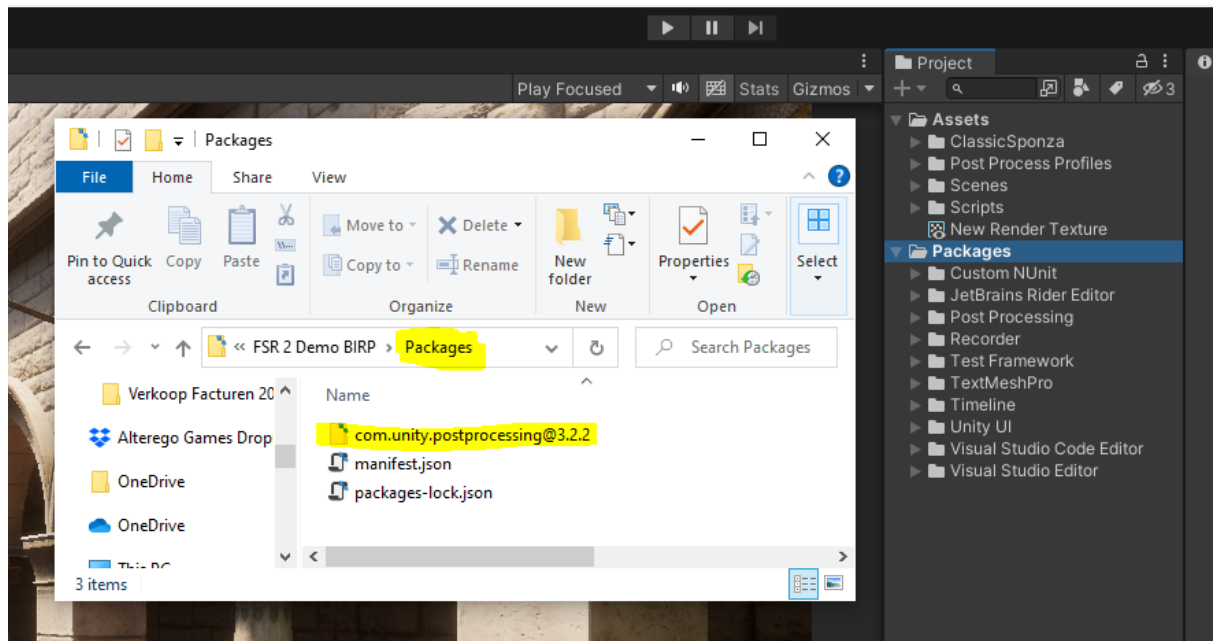 Project
Play Focused
Stats
Gizmos
3
Assets
ClassicSponza
Post Process Profiles
Scenes
Scripts
New Render Texture
Packages
Custom NUnit
JetBrains Rider Editor
Post Processing
Recorder
Test Framework
TextMeshPro
Timeline
Unity UI
Visual Studio Code Editor
Visual Studio Editor
Packages
File
Home
Share
View
Pin to Quick
access
Copy
Paste
Clipboard
Move to
Copy to
Delete
Rename
Organize
New
folder
New
Properties
Open
Select
« FSR 2 Demo BIRP › Packages
Search Packages
Verkoop Facturen 20
Alterego Games Drop
OneDrive
OneDrive
This PC
Name
com.unity.postprocessing@3.2.2
manifest.json
packages-lock.json
3 items